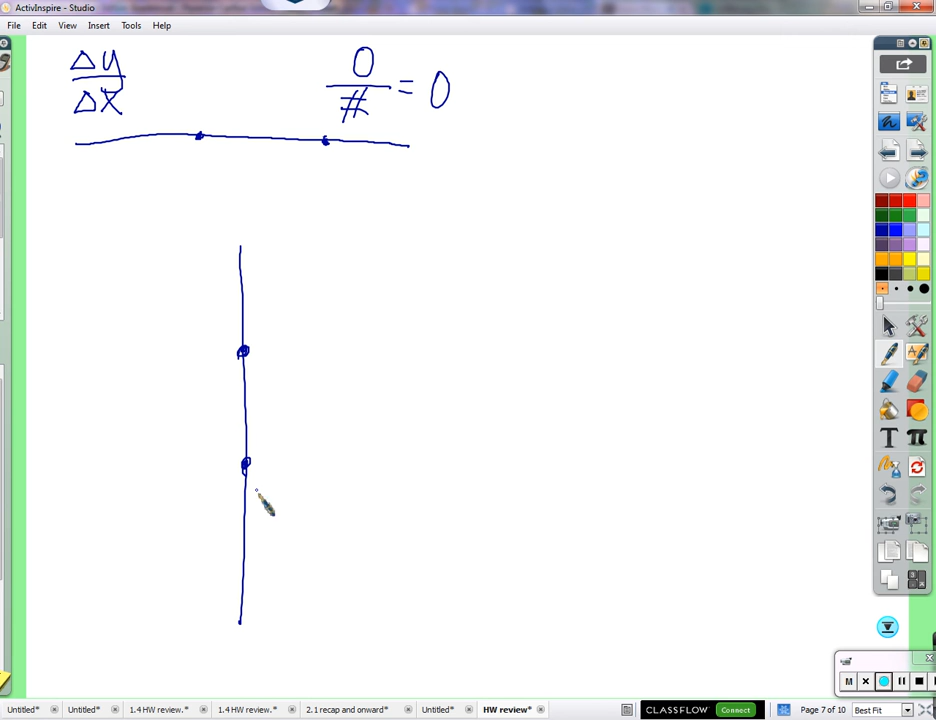 ActivInspire - Studio
File Edit View Insert Tools Help
Δy
ΔX
0
# = 0
M
Untitled* Untitled* 1.4 HW review.* 1.4 HW review.* 2.1 recap and onward* Untitled* HW review*
CLASSFLOW Connect
Page 7 of 10
Best Fit